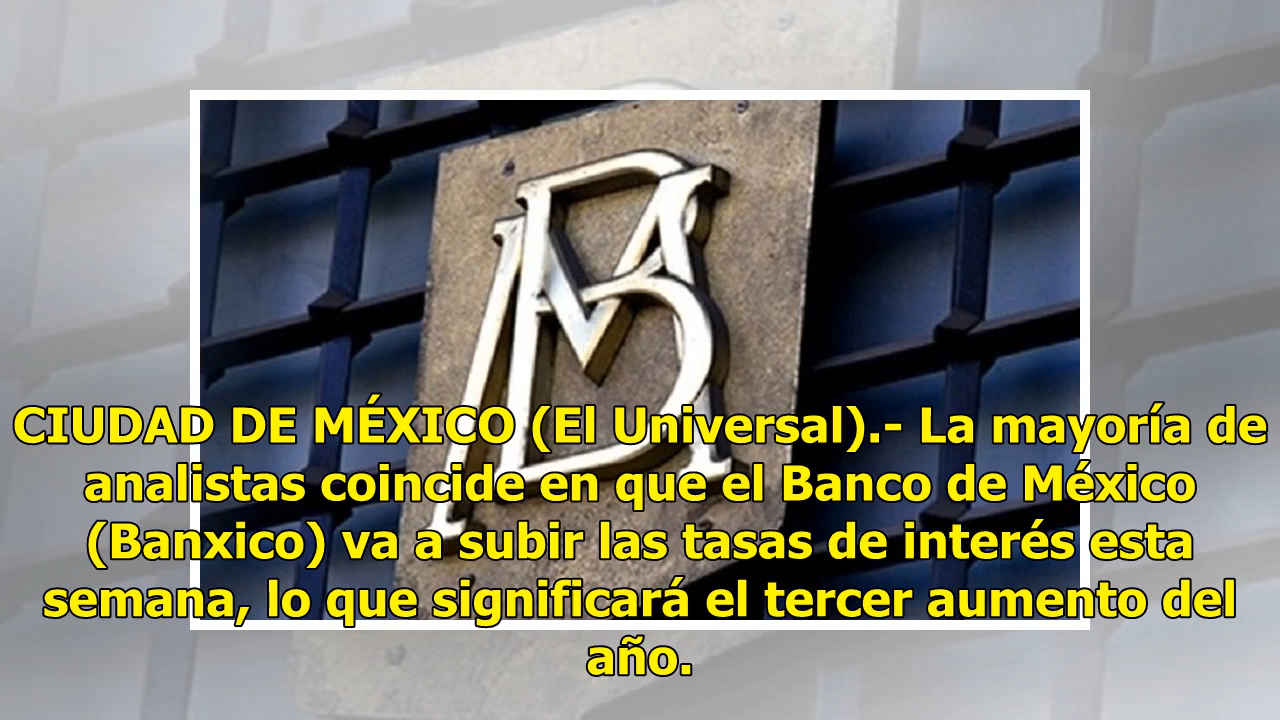 CIUDAD DE MÉXICO (El Universal).- La mayoría de
analistas coincide en que el Banco de México
(Banxico) va a subir las tasas de interés esta
semana, lo que significará el tercer aumento del
año.